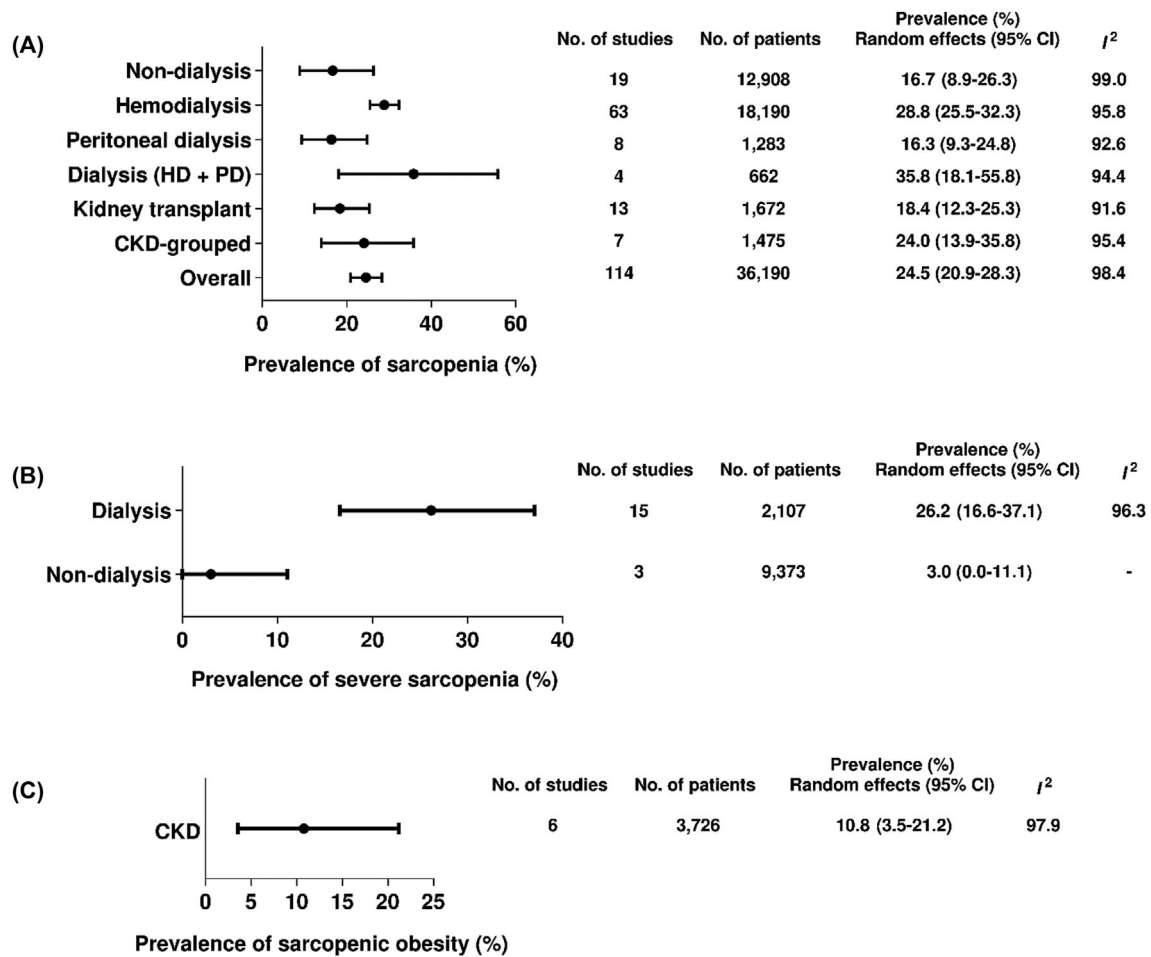 (A)
Prevalence (%)
No. of studies No. of patients Random effects (95% CI) I²
Non-dialysis 19 12,908 16.7 (8.9-26.3) 99.0
Hemodialysis 63 18,190 28.8 (25.5-32.3) 95.8
Peritoneal dialysis 8 1,283 16.3 (9.3-24.8) 92.6
Dialysis (HD + PD) 4 662 35.8 (18.1-55.8) 94.4
Kidney transplant 13 1,672 18.4 (12.3-25.3) 91.6
CKD-grouped 7 1,475 24.0 (13.9-35.8) 95.4
Overall 114 36,190 24.5 (20.9-28.3) 98.4
0 20 40 60
Prevalence of sarcopenia (%)
(B)
Prevalence (%)
No. of studies No. of patients Random effects (95% CI) I²
Dialysis 15 2,107 26.2 (16.6-37.1) 96.3
Non-dialysis 3 9,373 3.0 (0.0-11.1) -
0 10 20 30 40
Prevalence of severe sarcopenia (%)
(C)
Prevalence (%)
No. of studies No. of patients Random effects (95% CI) I²
CKD 6 3,726 10.8 (3.5-21.2) 97.9
0 5 10 15 20 25
Prevalence of sarcopenic obesity (%)